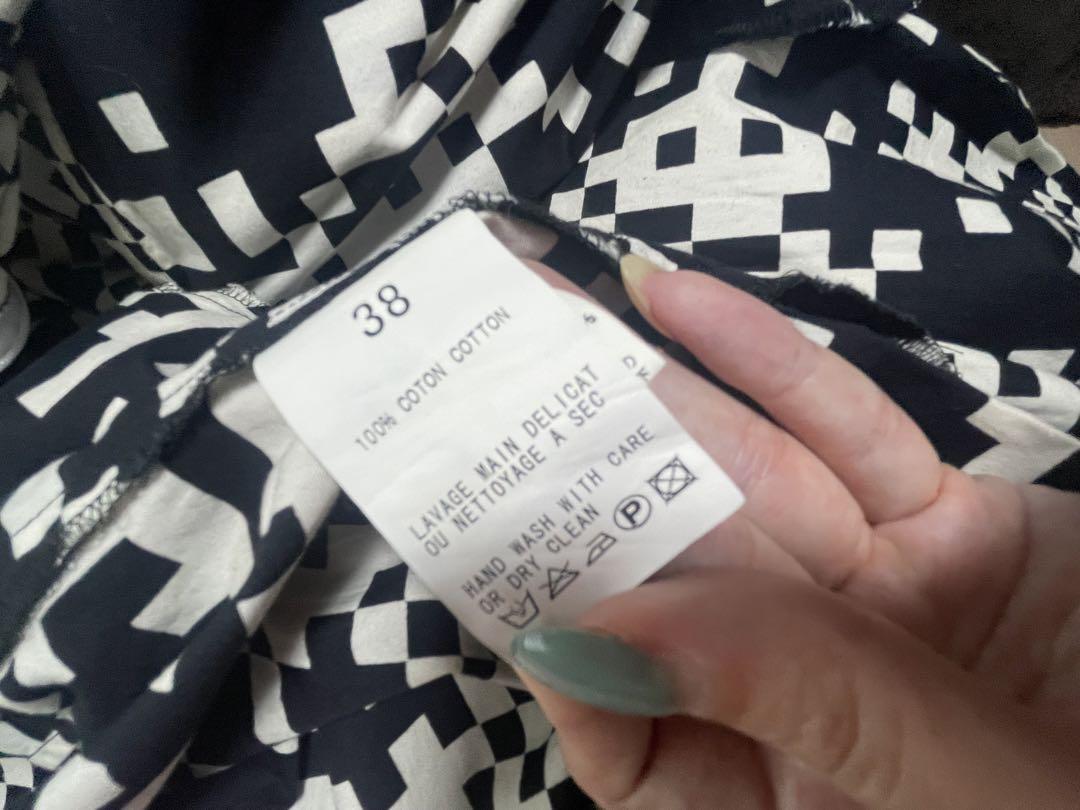 38
100% COTON COTTON
LAVAGE MAIN DELICAT
OU NETTOYAGE A SEC
HAND WASH WITH CARE
OR DRY CLEAN
P